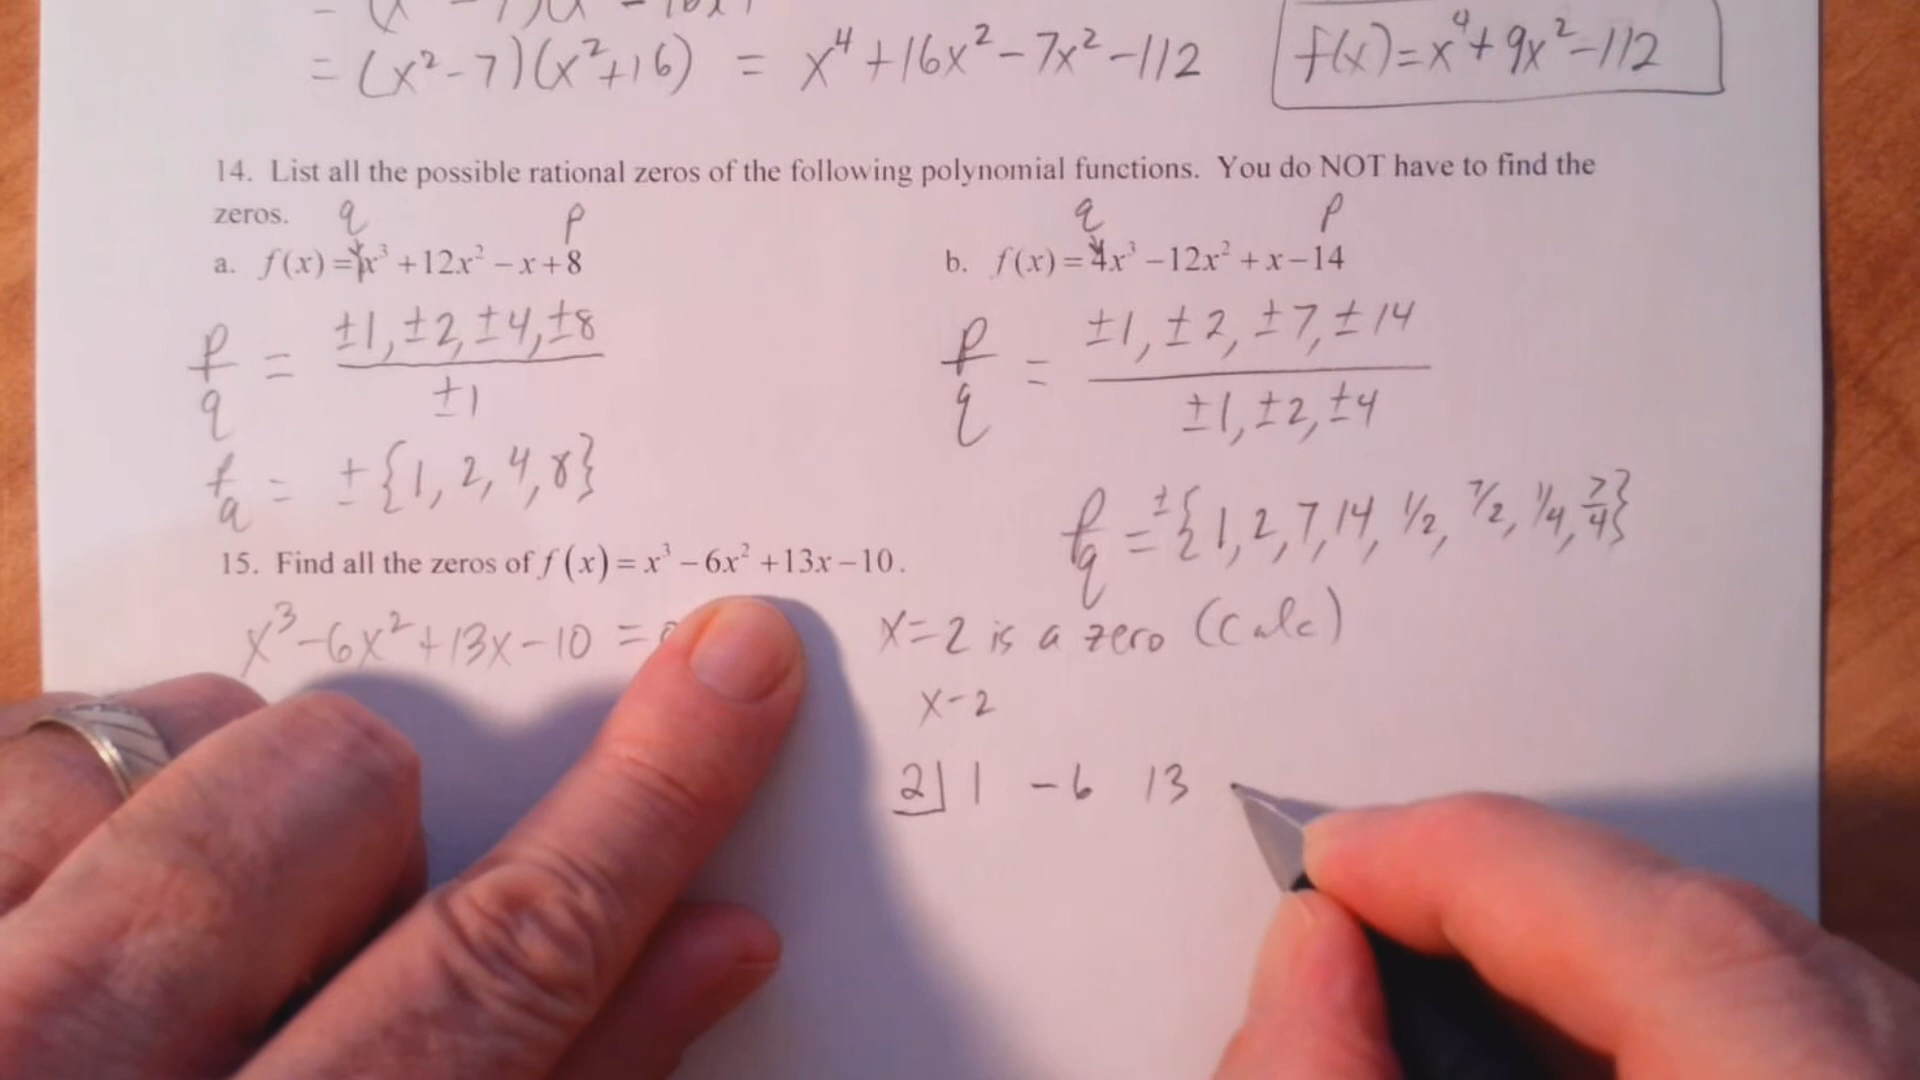 = (x²-7)(x²+16) = x⁴+16x²-7x²-112 f(x)=x⁴+9x²-112
14. List all the possible rational zeros of the following polynomial functions. You do NOT have to find the
zeros.
q p q p
a. f(x)=1x³+12x²-x+8 b. f(x)=4x³-12x²+x-14
p/q = ±1,±2,±4,±8 / ±1
p/q = ±1,±2,±7,±14 / ±1,±2,±4
p/q = ±{1,2,4,8}
p/q = ±{1,2,7,14,1/2,7/2,1/4,7/4}
15. Find all the zeros of f(x)=x³-6x²+13x-10.
x³-6x²+13x-10 = x=2 is a zero (calc)
x-2
2| 1 -6 13